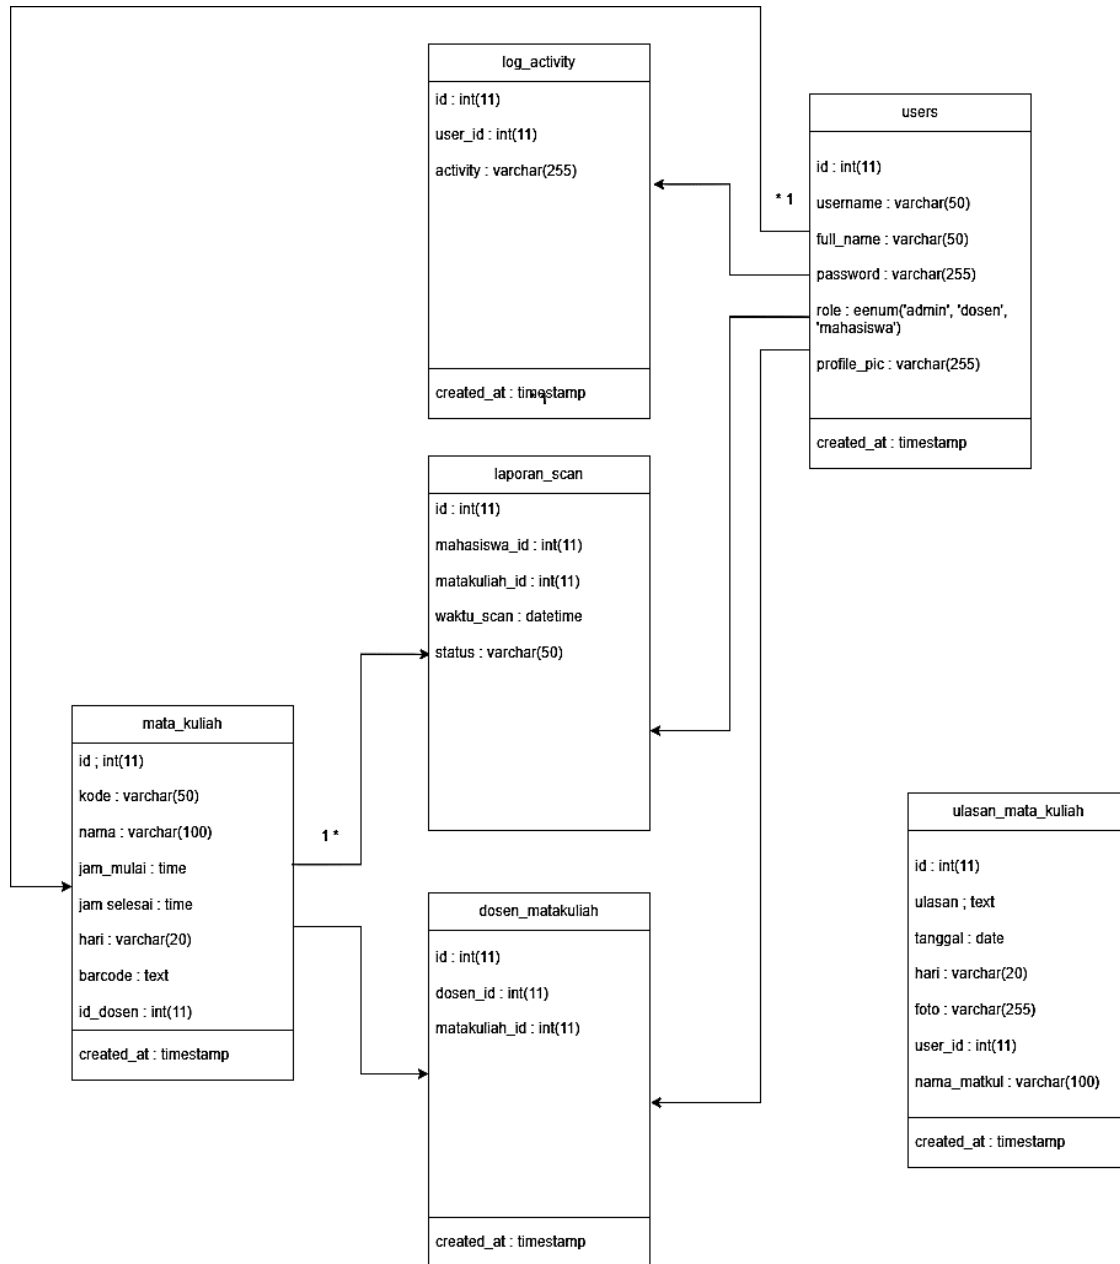 log_activity
id : int(11)
user_id : int(11)
activity : varchar(255)
created_at : timestamp
* 1
users
id : int(11)
username : varchar(50)
full_name : varchar(50)
password : varchar(255)
role : eenum('admin', 'dosen',
'mahasiswa')
profile_pic : varchar(255)
created_at : timestamp
* 1
laporan_scan
id : int(11)
mahasiswa_id : int(11)
matakuliah_id : int(11)
waktu_scan : datetime
status : varchar(50)
mata_kuliah
id ; int(11)
kode : varchar(50)
nama : varchar(100)
jam_mulai : time
jam selesai : time
hari : varchar(20)
barcode : text
id_dosen : int(11)
created_at : timestamp
1 *
dosen_matakuliah
id : int(11)
dosen_id : int(11)
matakuliah_id : int(11)
created_at : timestamp
ulasan_mata_kuliah
id : int(11)
ulasan ; text
tanggal : date
hari : varchar(20)
foto : varchar(255)
user_id : int(11)
nama_matkul : varchar(100)
created_at : timestamp